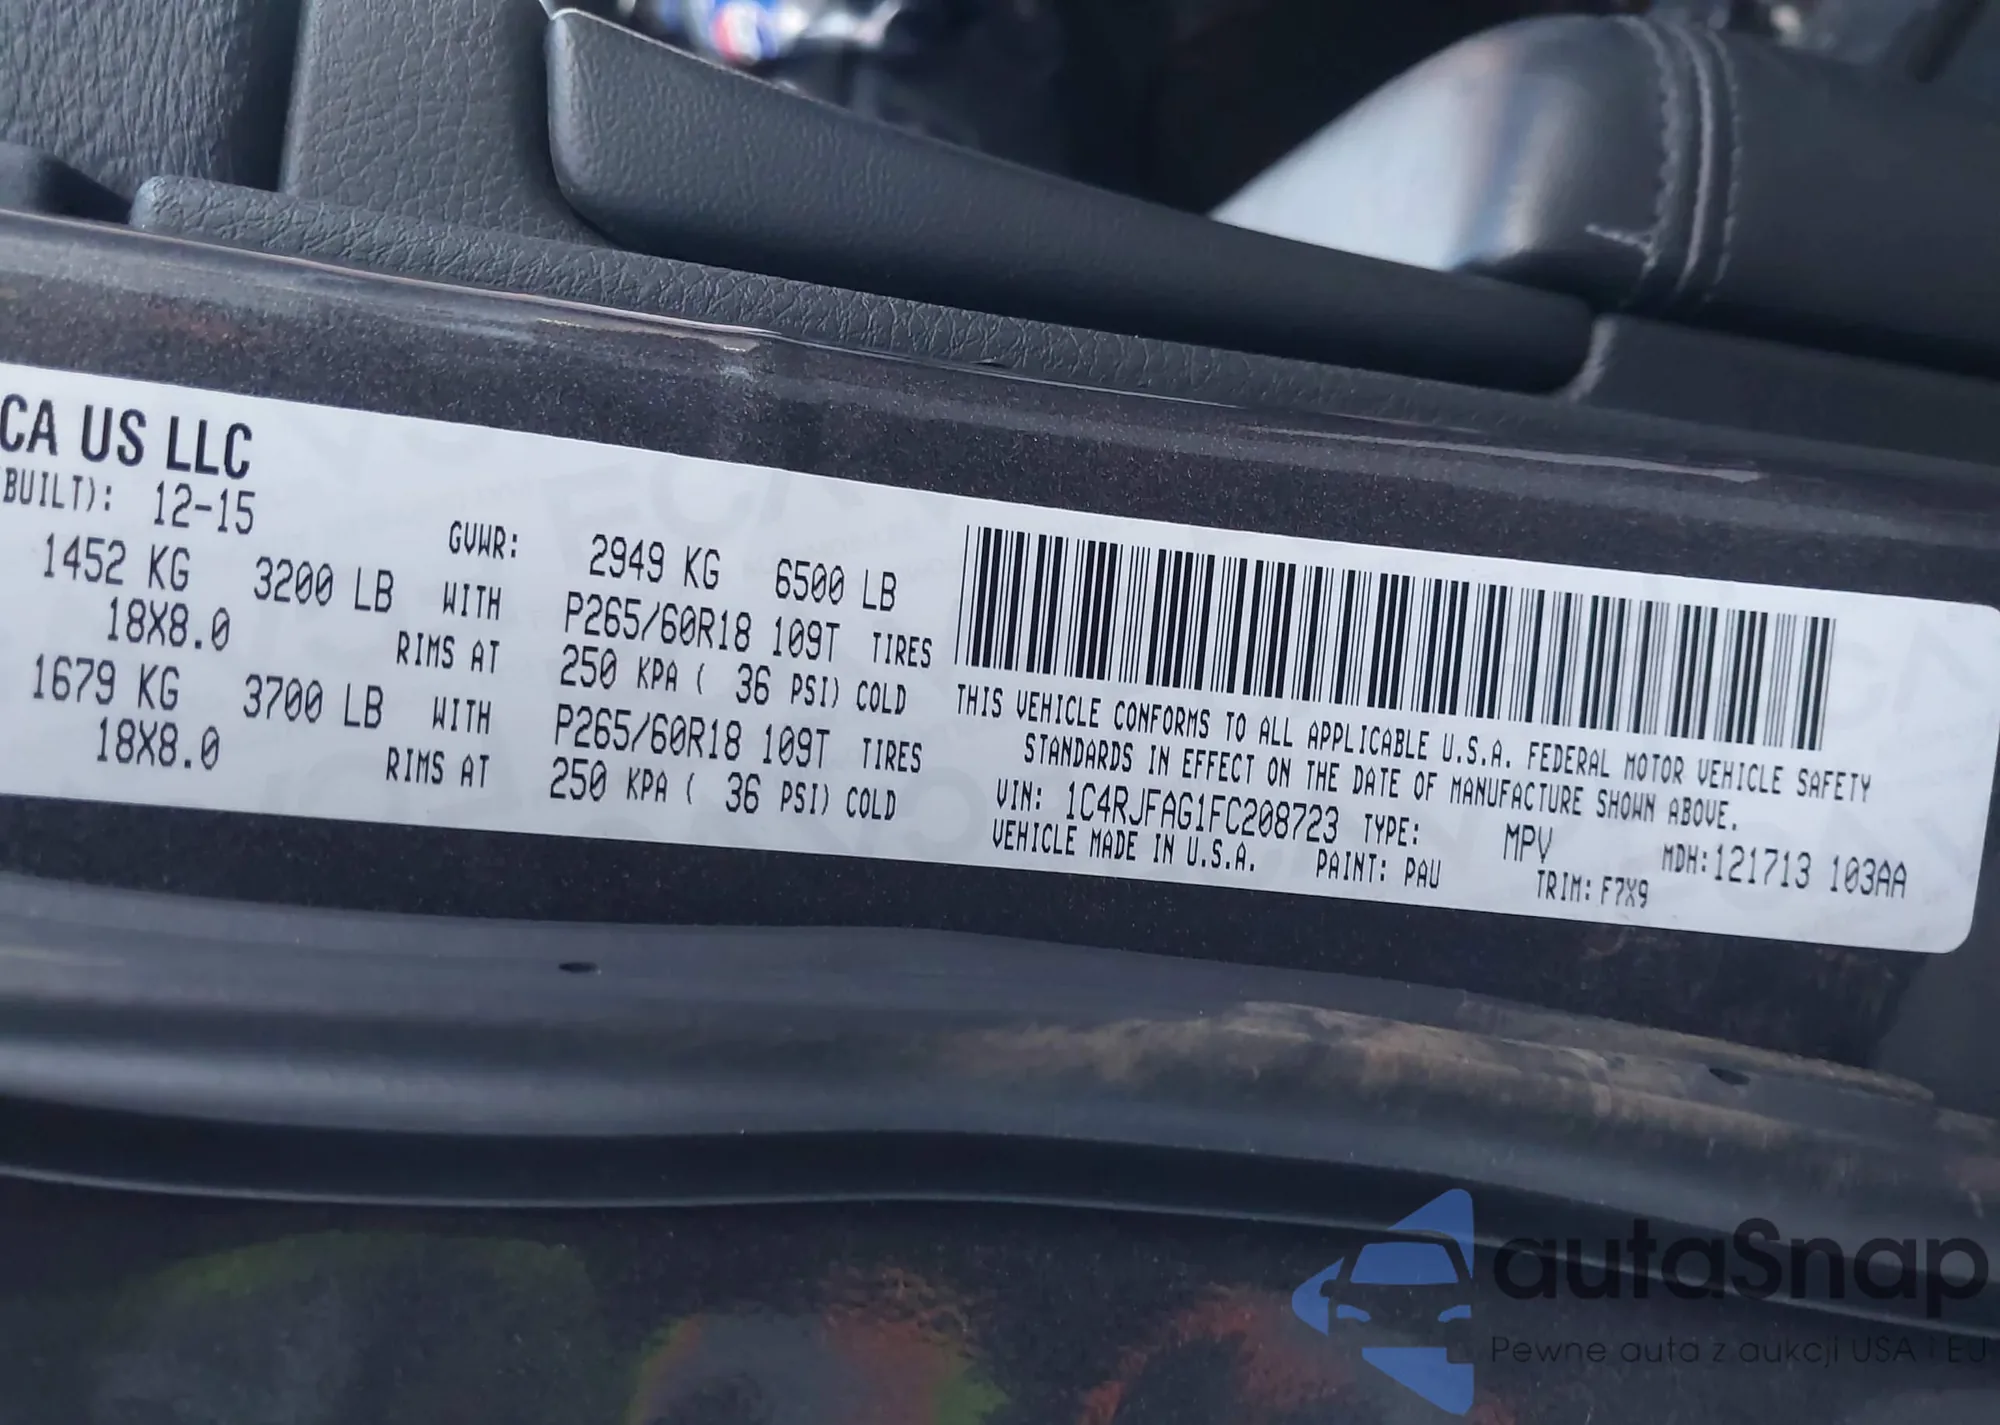 CA US LLC
BUILT): 12-15
GVWR: 2949 KG 6500 LB
1452 KG 3200 LB WITH P265/60R18 109T TIRES
18X8.0 RIMS AT 250 KPA ( 36 PSI) COLD
1679 KG 3700 LB WITH P265/60R18 109T TIRES
18X8.0 RIMS AT 250 KPA ( 36 PSI) COLD
THIS VEHICLE CONFORMS TO ALL APPLICABLE U.S.A. FEDERAL MOTOR VEHICLE SAFETY
STANDARDS IN EFFECT ON THE DATE OF MANUFACTURE SHOWN ABOVE.
VIN: 1C4RJFAG1FC208723 TYPE: MPV MDH:121713 103AA
VEHICLE MADE IN U.S.A. PAINT: PAU TRIM: F7X9
autaSnap
Pewne auta z aukcji USA i EU